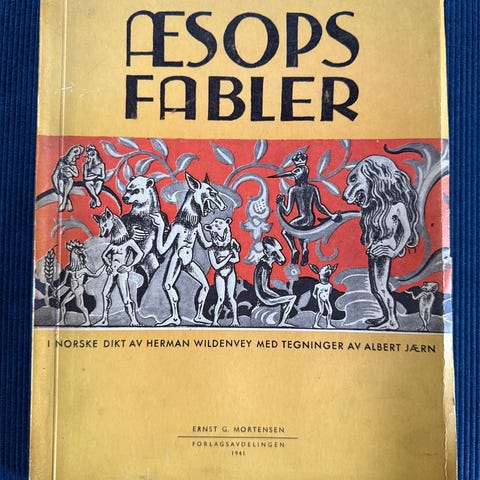 ÆSOPS
FABLER
I NORSKE DIKT AV HERMAN WILDENVEY MED TEGNINGER AV ALBERT JÆRN
ERNST G. MORTENSEN
FORLAGSAVDELINGEN
1941